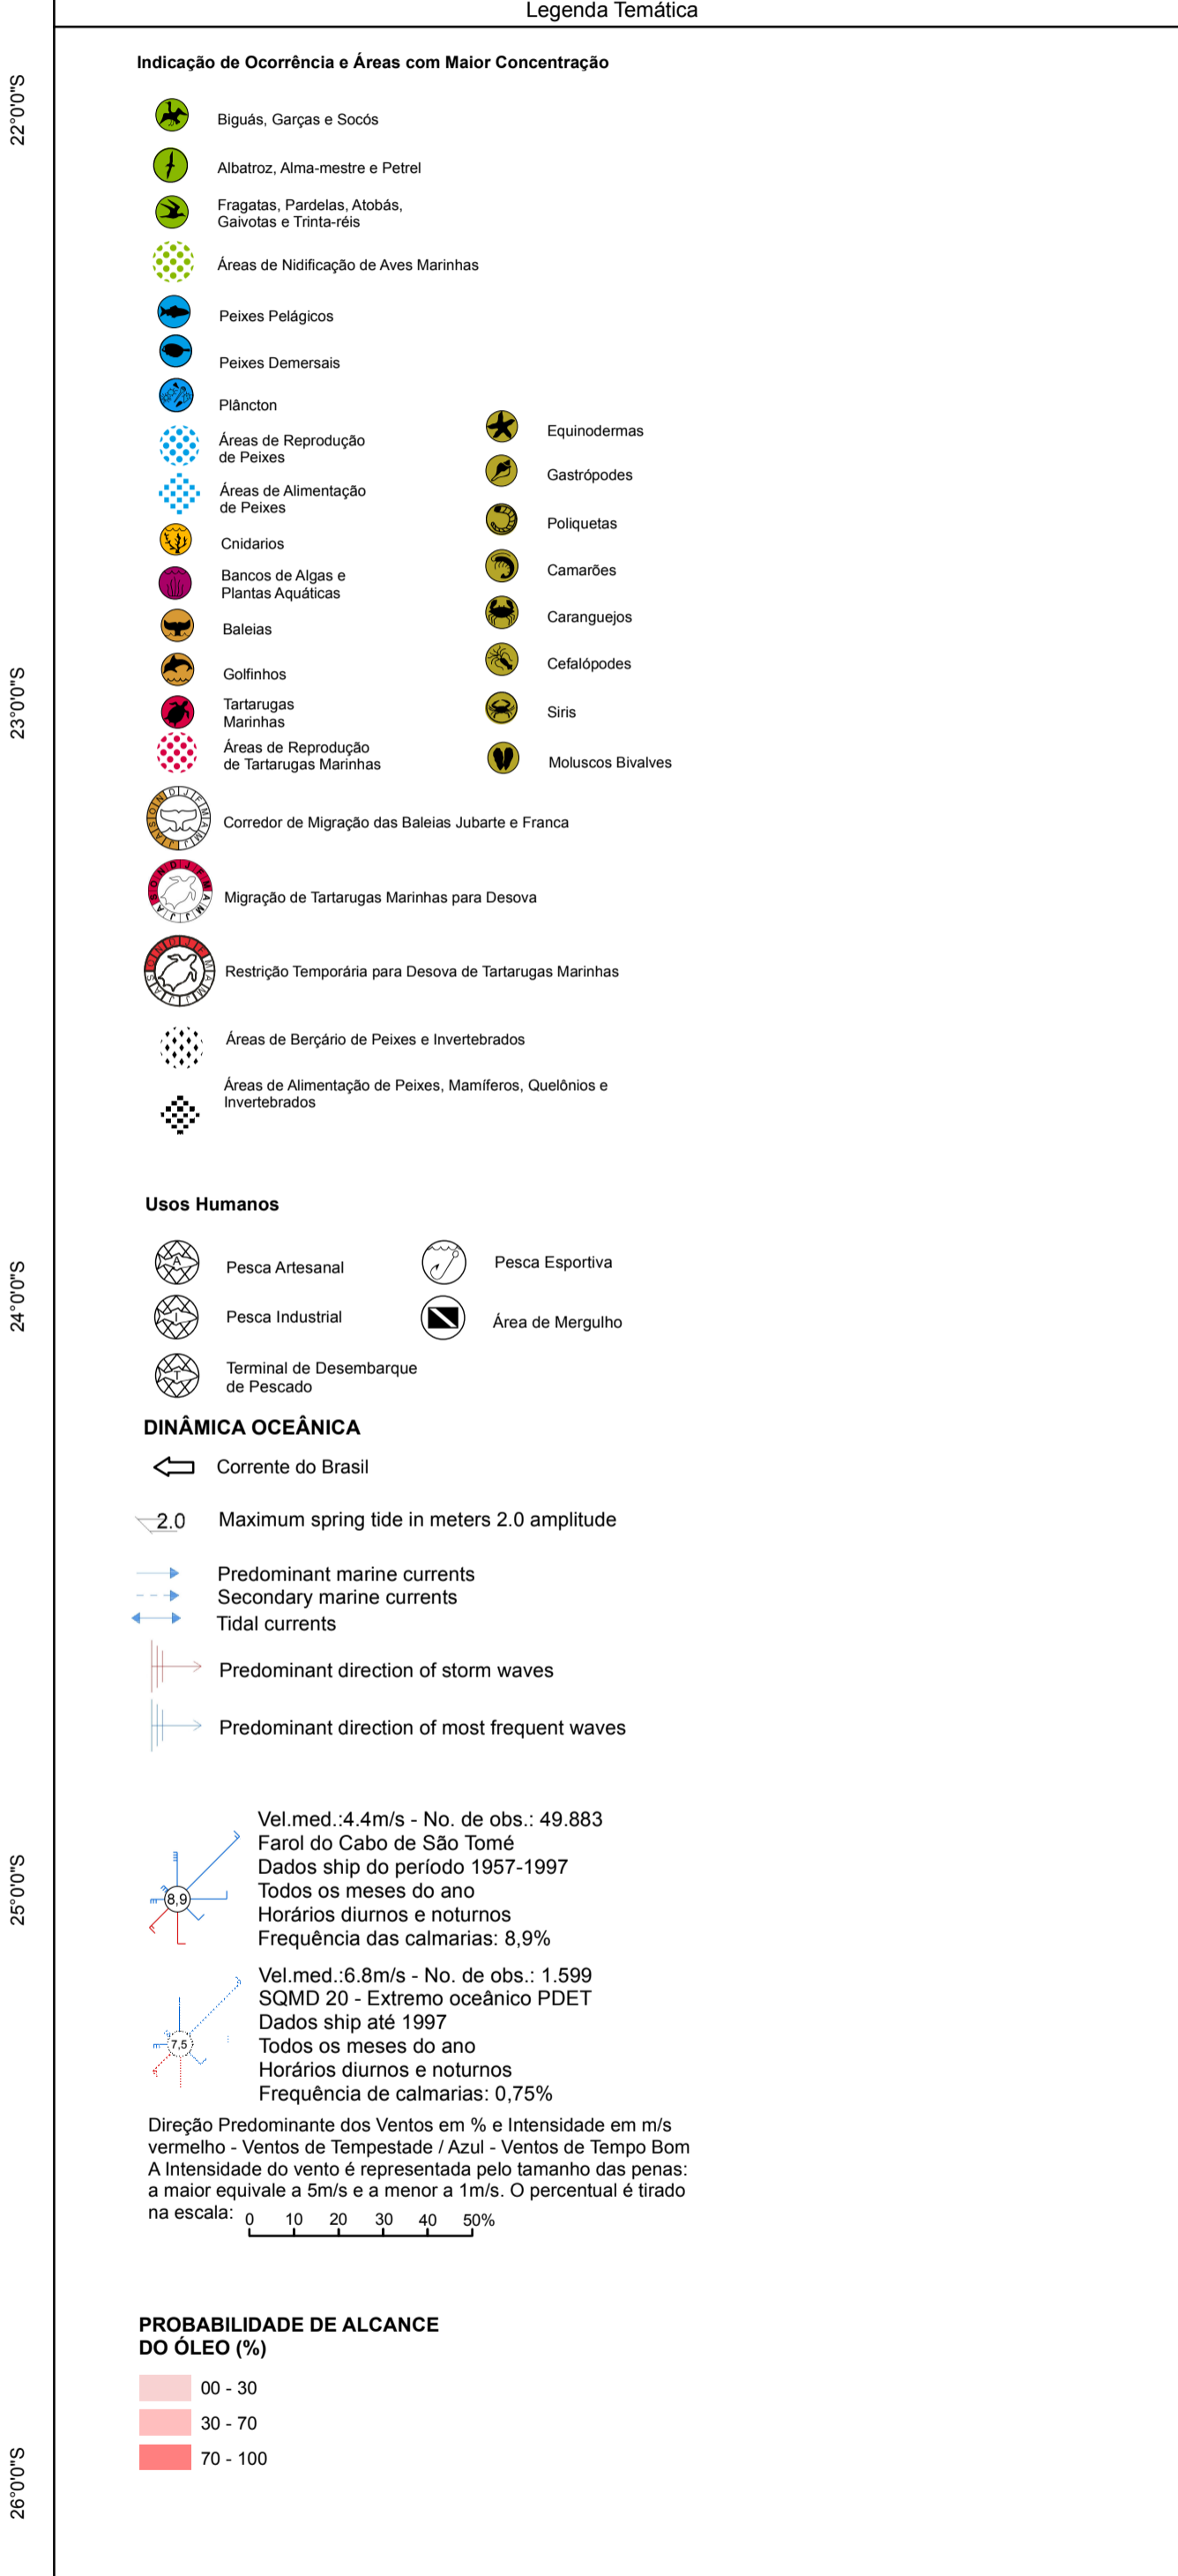 Legenda Temática
22°0'0"S
23°0'0"S
24°0'0"S
25°0'0"S
26°0'0"S
Indicação de Ocorrência e Áreas com Maior Concentração
Biguás, Garças e Socós
Albatroz, Alma-mestre e Petrel
Fragatas, Pardelas, Atobás,
Gaivotas e Trinta-réis
Áreas de Nidificação de Aves Marinhas
Peixes Pelágicos
Peixes Demersais
Plâncton
Áreas de Reprodução
de Peixes
Áreas de Alimentação
de Peixes
Cnidarios
Bancos de Algas e
Plantas Aquáticas
Baleias
Golfinhos
Tartarugas
Marinhas
Áreas de Reprodução
de Tartarugas Marinhas
Equinodermas
Gastrópodes
Poliquetas
Camarões
Caranguejos
Cefalópodes
Siris
Moluscos Bivalves
Corredor de Migração das Baleias Jubarte e Franca
Migração de Tartarugas Marinhas para Desova
Restrição Temporária para Desova de Tartarugas Marinhas
Áreas de Berçário de Peixes e Invertebrados
Áreas de Alimentação de Peixes, Mamíferos, Quelônios e
Invertebrados
Usos Humanos
A
Pesca Artesanal
I
Pesca Industrial
T
Terminal de Desembarque
de Pescado
Pesca Esportiva
Área de Mergulho
DINÂMICA OCEÂNICA
Corrente do Brasil
2.0
Maximum spring tide in meters 2.0 amplitude
Predominant marine currents
Secondary marine currents
Tidal currents
Predominant direction of storm waves
Predominant direction of most frequent waves
8,9
Vel.med.:4.4m/s - No. de obs.: 49.883
Farol do Cabo de São Tomé
Dados ship do período 1957-1997
Todos os meses do ano
Horários diurnos e noturnos
Frequência das calmarias: 8,9%
7,5
Vel.med.:6.8m/s - No. de obs.: 1.599
SQMD 20 - Extremo oceânico PDET
Dados ship até 1997
Todos os meses do ano
Horários diurnos e noturnos
Frequência de calmarias: 0,75%
Direção Predominante dos Ventos em % e Intensidade em m/s
vermelho - Ventos de Tempestade / Azul - Ventos de Tempo Bom
A Intensidade do vento é representada pelo tamanho das penas:
a maior equivale a 5m/s e a menor a 1m/s. O percentual é tirado
na escala: 0 10 20 30 40 50%
PROBABILIDADE DE ALCANCE
DO ÓLEO (%)
00 - 30
30 - 70
70 - 100